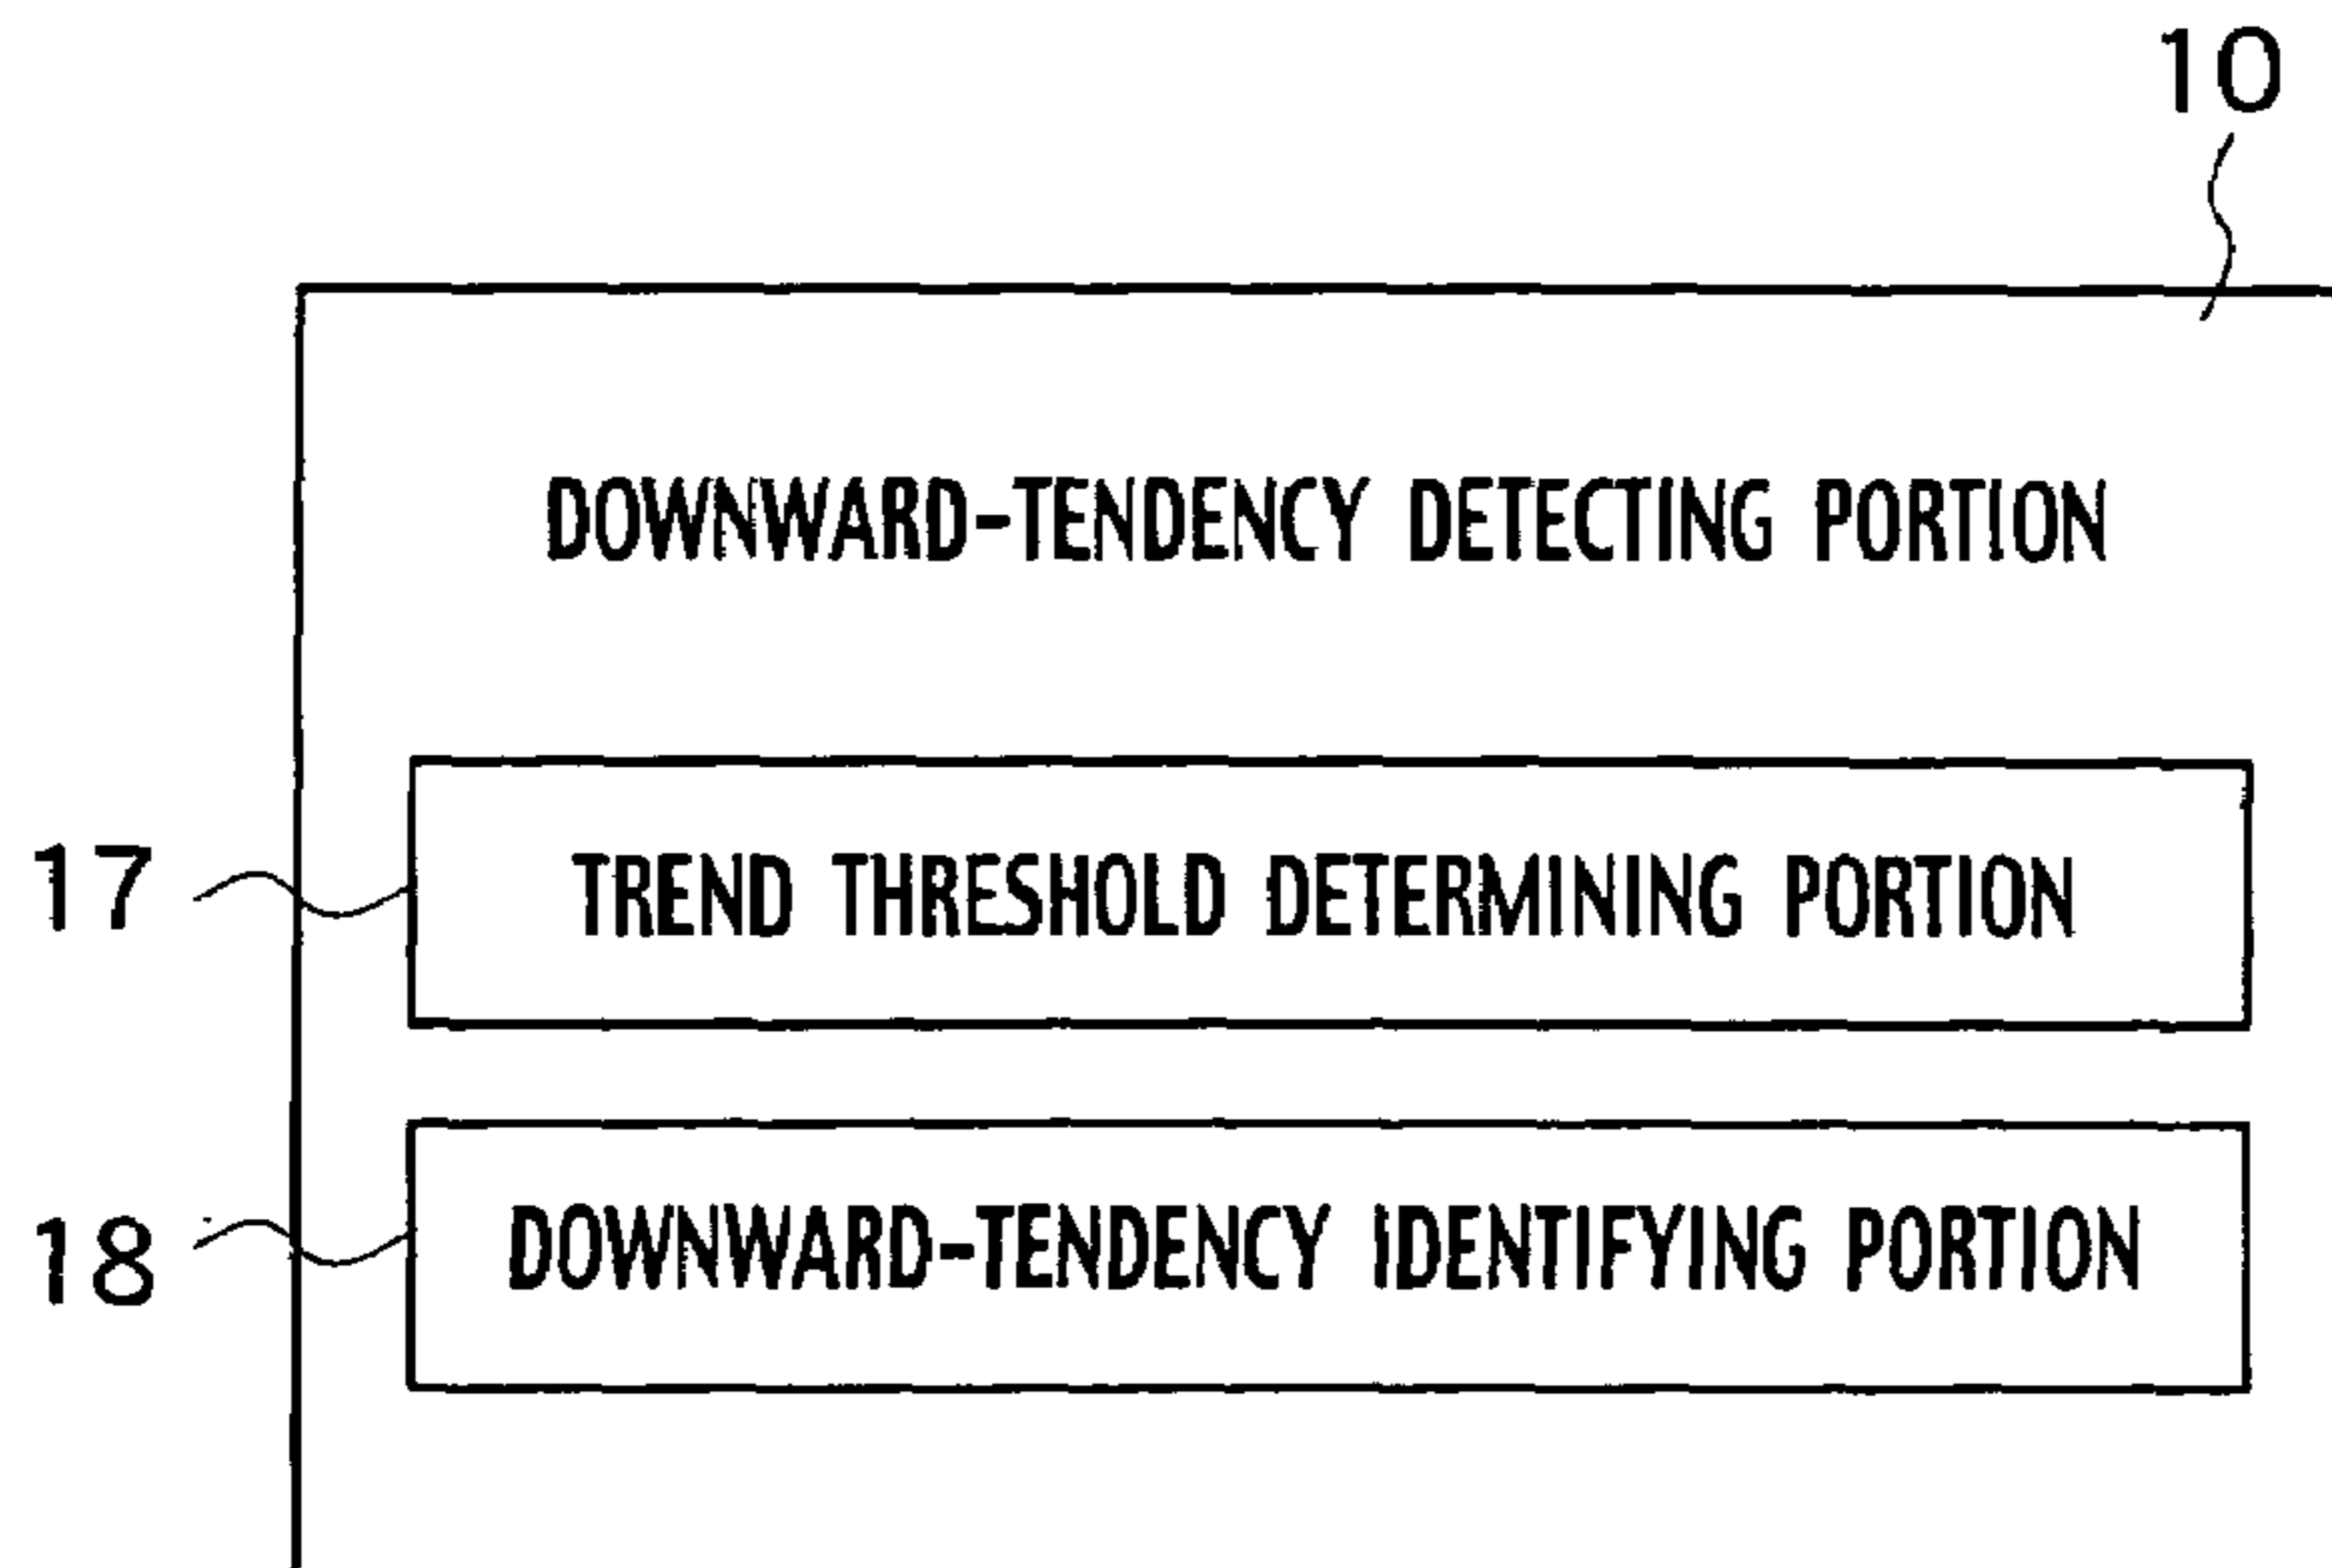 10
DOWNWARD-TENDENCY DETECTING PORTION
17 TREND THRESHOLD DETERMINING PORTION
18 DOWNWARD-TENDENCY IDENTIFYING PORTION